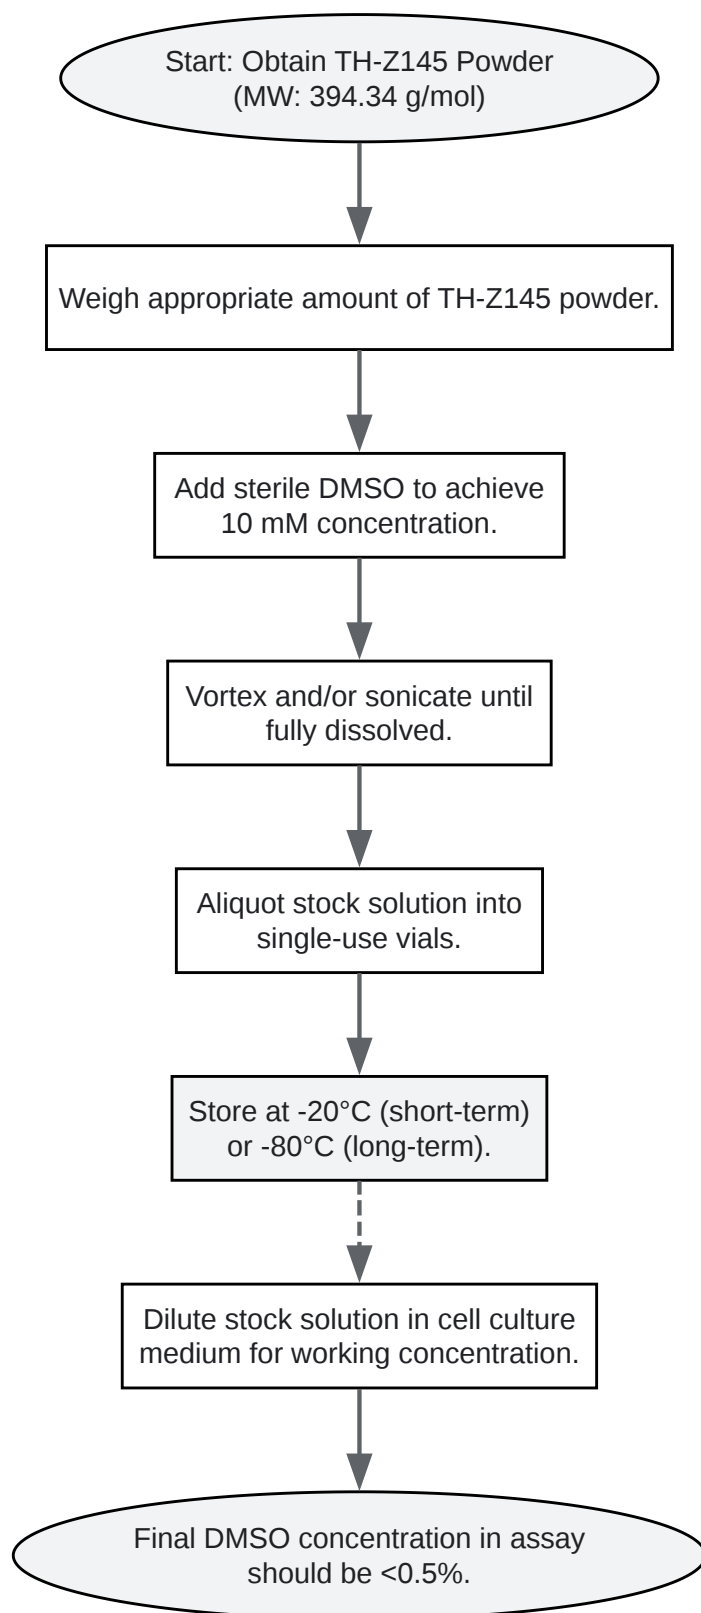 Start: Obtain TH-Z145 Powder
(MW: 394.34 g/mol)
Weigh appropriate amount of TH-Z145 powder.
Add sterile DMSO to achieve
10 mM concentration.
Vortex and/or sonicate until
fully dissolved.
Aliquot stock solution into
single-use vials.
Store at -20°C (short-term)
or -80°C (long-term).
Dilute stock solution in cell culture
medium for working concentration.
Final DMSO concentration in assay
should be <0.5%.